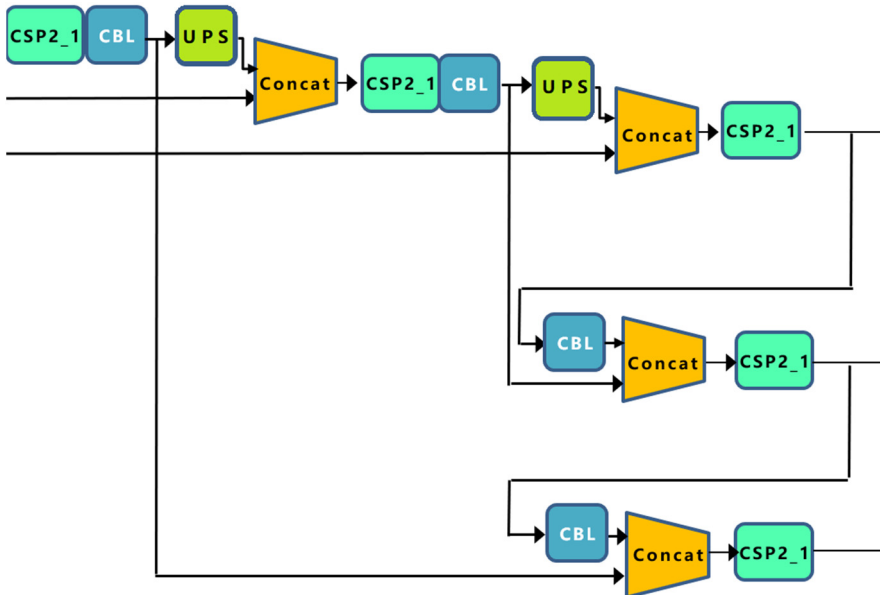 CSP2_1 CBL UPS
Concat CSP2_1 CBL UPS
Concat CSP2_1
CBL Concat CSP2_1
CBL Concat CSP2_1